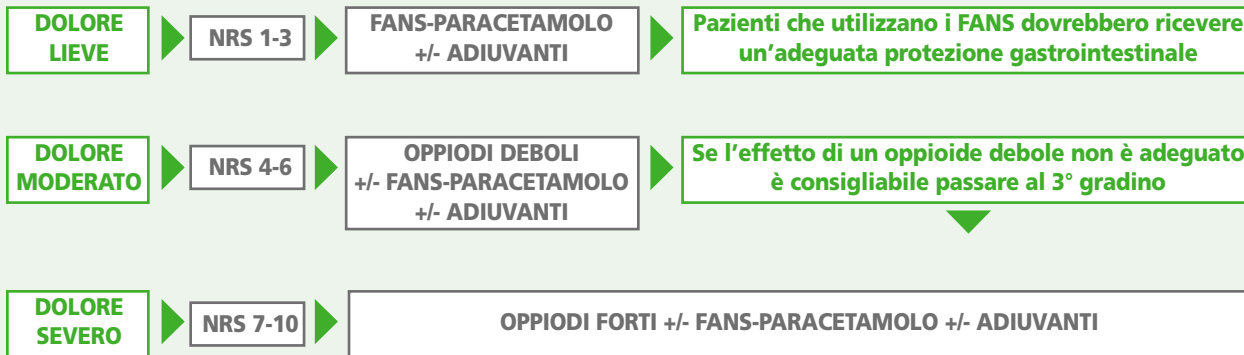 DOLORE
LIEVE
NRS 1-3
FANS-PARACETAMOLO
+/- ADIUVANTI
Pazienti che utilizzano i FANS dovrebbero ricevere
un'adeguata protezione gastrointestinale
DOLORE
MODERATO
NRS 4-6
OPPIODI DEBOLI
+/- FANS-PARACETAMOLO
+/- ADIUVANTI
Se l'effetto di un oppioide debole non è adeguato
è consigliabile passare al 3° gradino
DOLORE
SEVERO
NRS 7-10
OPPIODI FORTI +/- FANS-PARACETAMOLO +/- ADIUVANTI